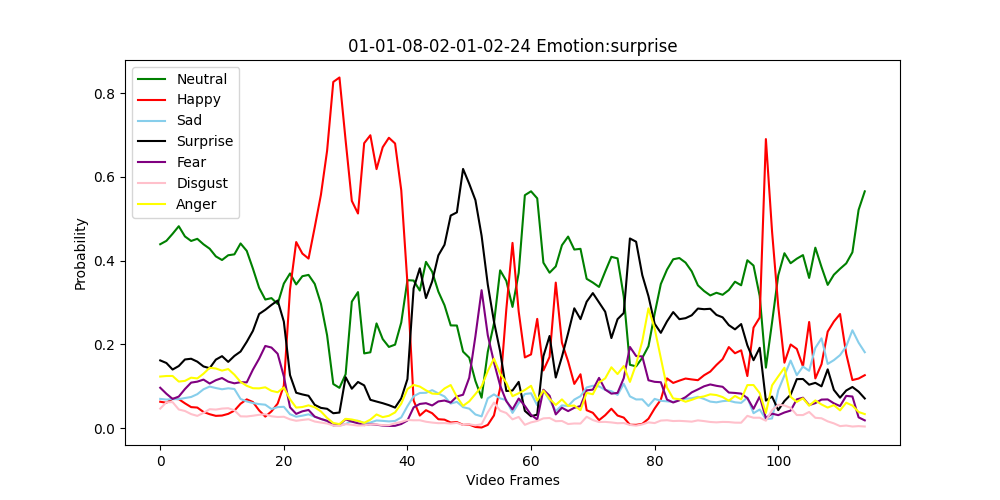 01-01-08-02-01-02-24 Emotion:surprise
Neutral
Happy
Sad
Surprise
Fear
Disgust
Anger
Probability
0.8
0.6
0.4
0.2
0.0
0 20 40 60 80 100
Video Frames